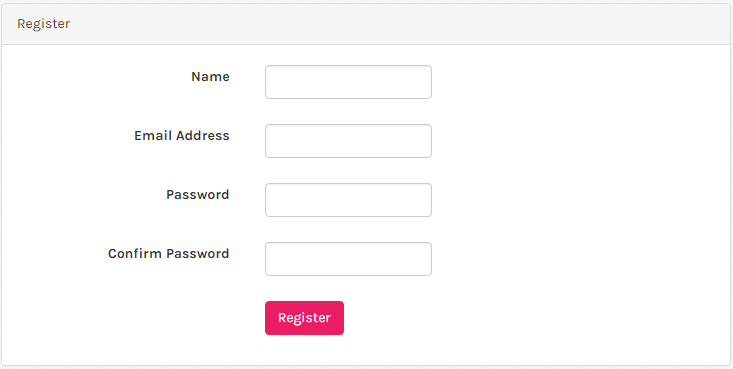 Register
Name
Email Address
Password
Confirm Password
Register